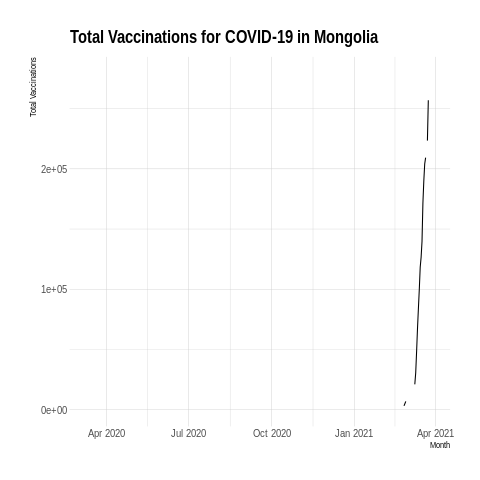 Total Vaccinations for COVID-19 in Mongolia
Total Vaccinations
2e+05
1e+05
0e+00
Apr 2020 Jul 2020 Oct 2020 Jan 2021 Apr 2021
Month